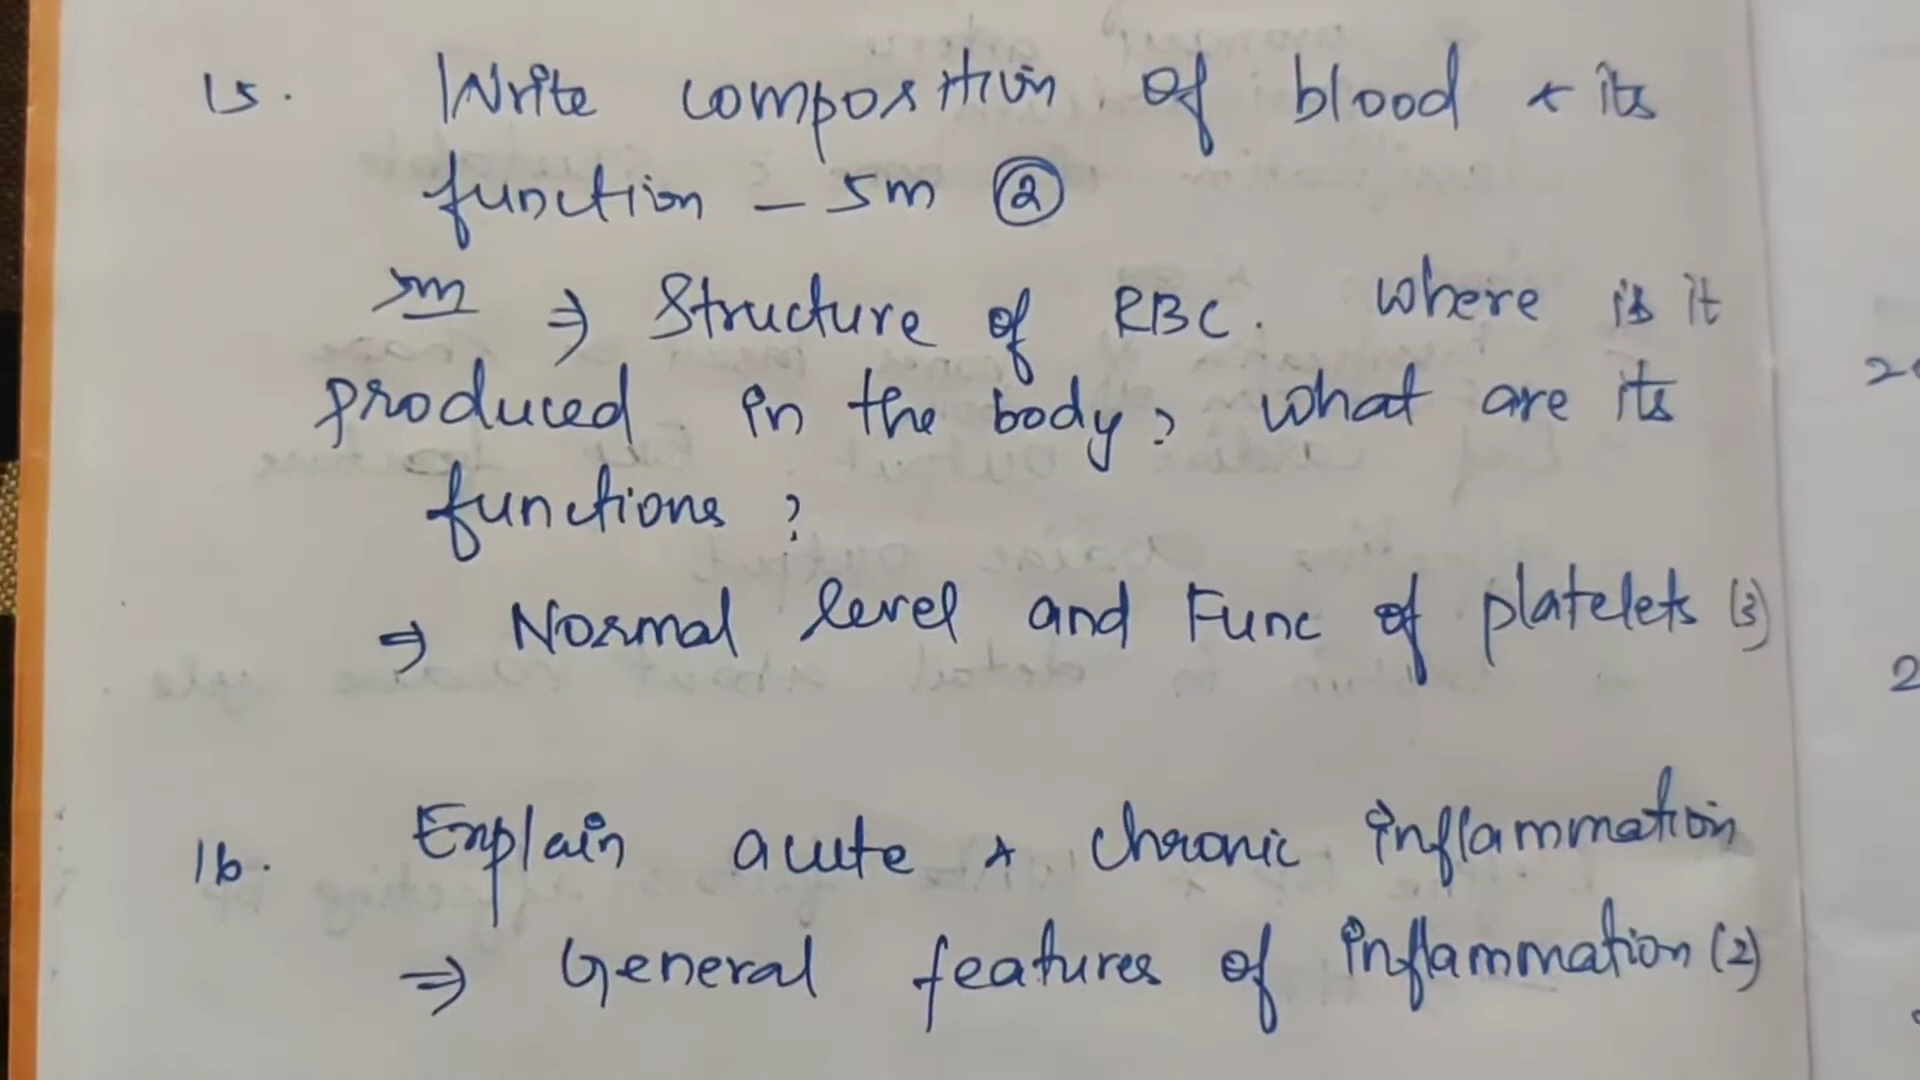 15. Write composition of blood & its
function - 5m ②
5m ⇒ Structure of RBC. where is it
produced in the body? what are its
functions?
⇒ Normal level and Func of platelets (3)
16. Explain acute & chronic inflammation
⇒ General features of inflammation (2)
2